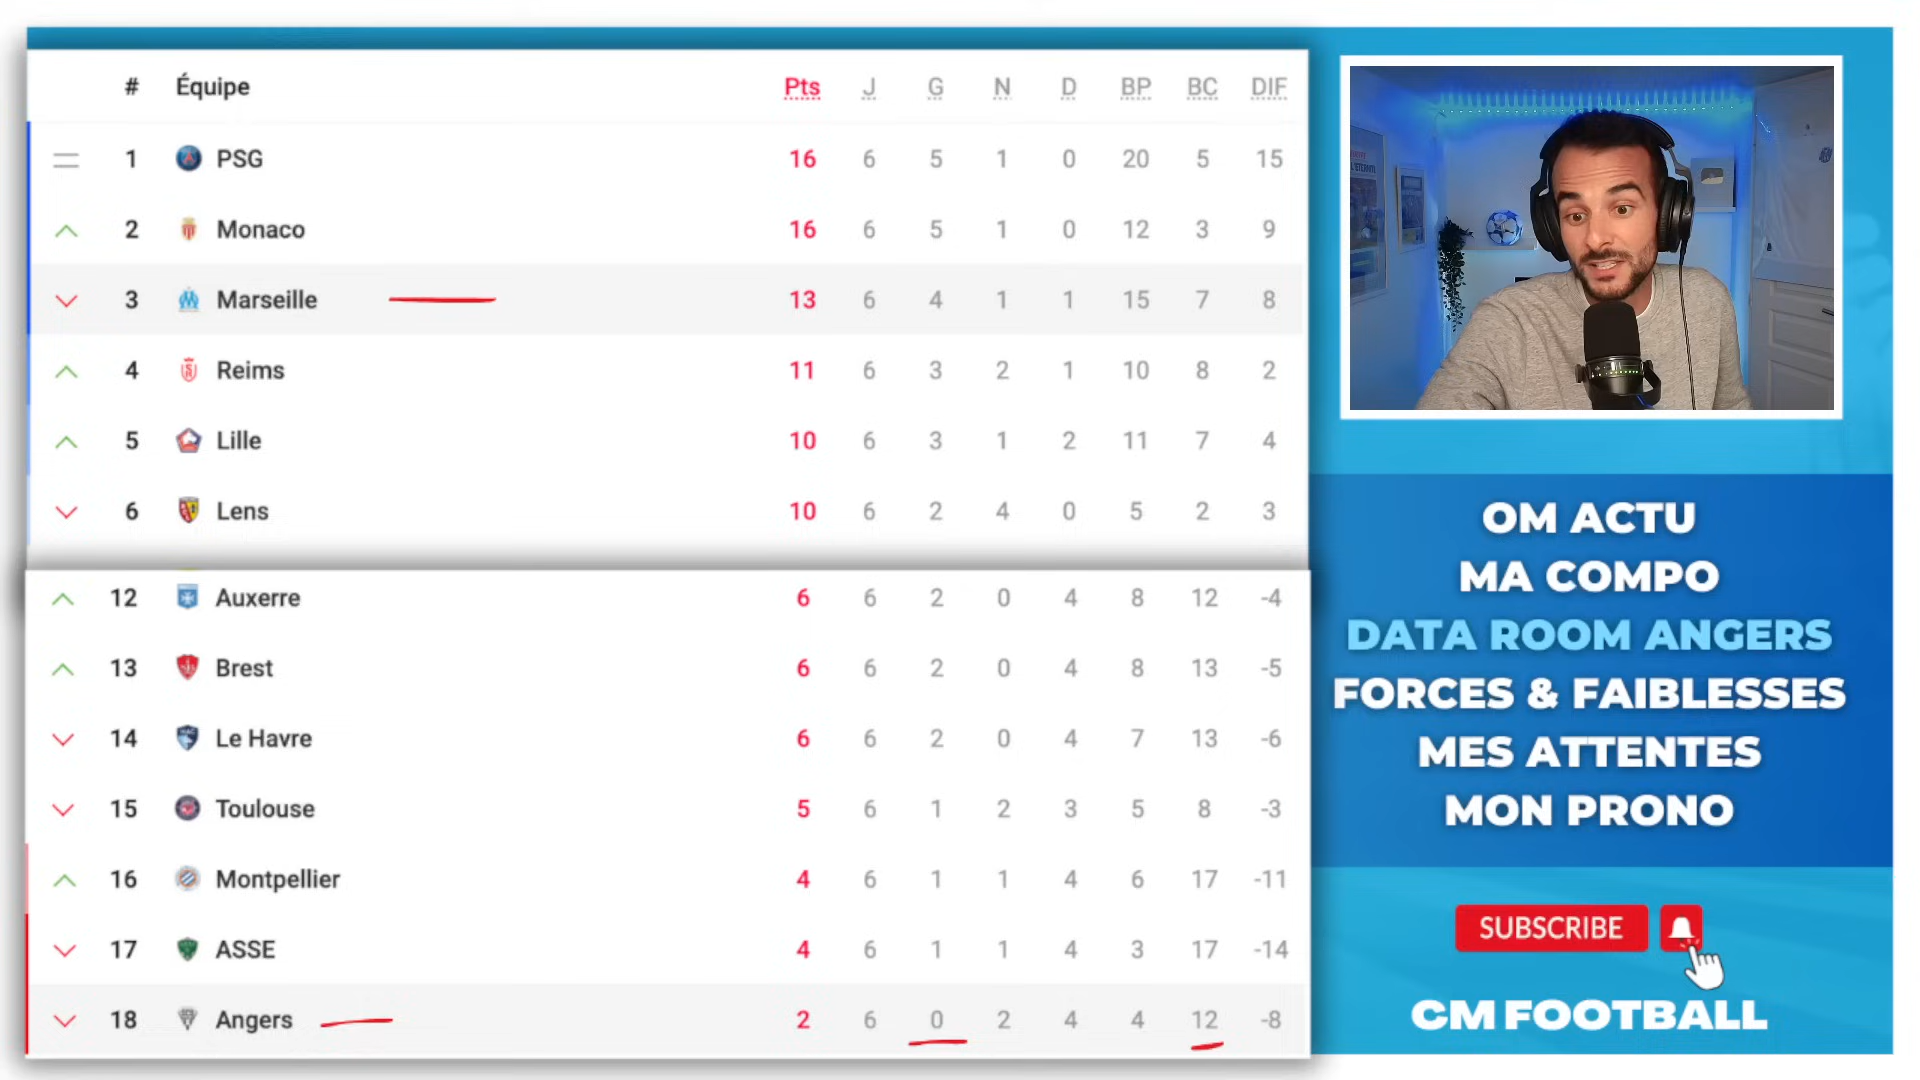 # Équipe Pts J G N D BP BC DIF
1 PSG 16 6 5 1 0 20 5 15
2 Monaco 16 6 5 1 0 12 3 9
3 Marseille 13 6 4 1 1 15 7 8
4 Reims 11 6 3 2 1 10 8 2
5 Lille 10 6 3 1 2 11 7 4
6 Lens 10 6 2 4 0 5 2 3
12 Auxerre 6 6 2 0 4 8 12 -4
13 Brest 6 6 2 0 4 8 13 -5
14 Le Havre 6 6 2 0 4 7 13 -6
15 Toulouse 5 6 1 2 3 5 8 -3
16 Montpellier 4 6 1 1 4 6 17 -11
17 ASSE 4 6 1 1 4 3 17 -14
18 Angers 2 6 0 2 4 4 12 -8
OM ACTU
MA COMPO
DATA ROOM ANGERS
FORCES & FAIBLESSES
MES ATTENTES
MON PRONO
SUBSCRIBE
CM FOOTBALL